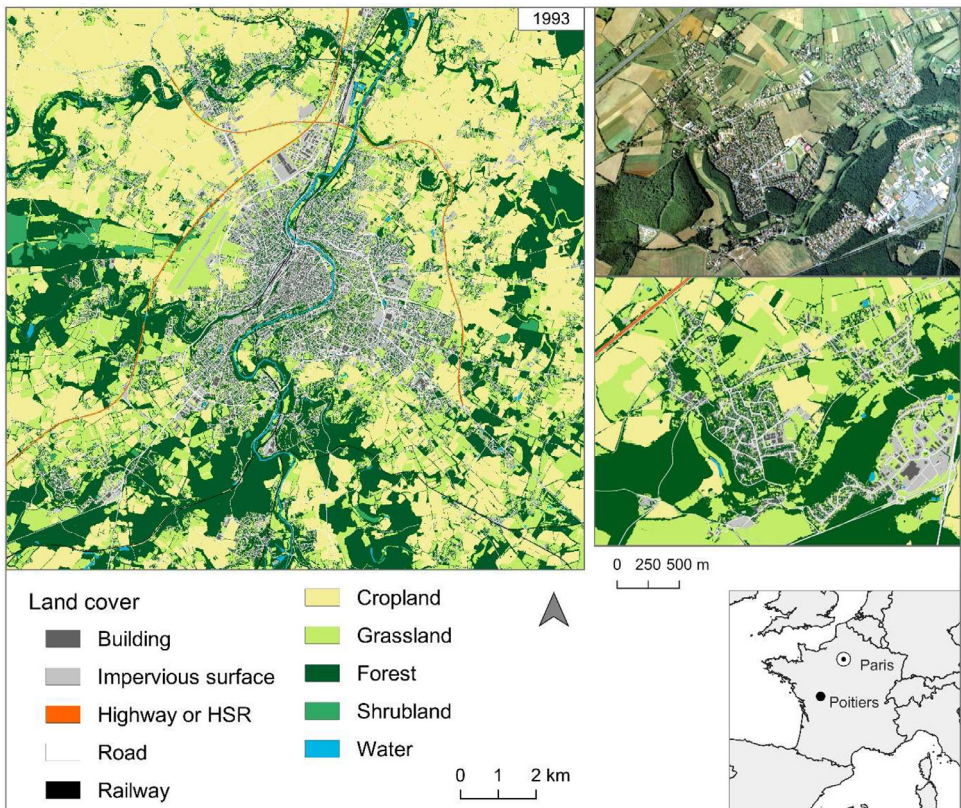 1993
0 250 500 m
Land cover
Building
Impervious surface
Highway or HSR
Road
Railway
Cropland
Grassland
Forest
Shrubland
Water
0 1 2 km
Paris
Poitiers